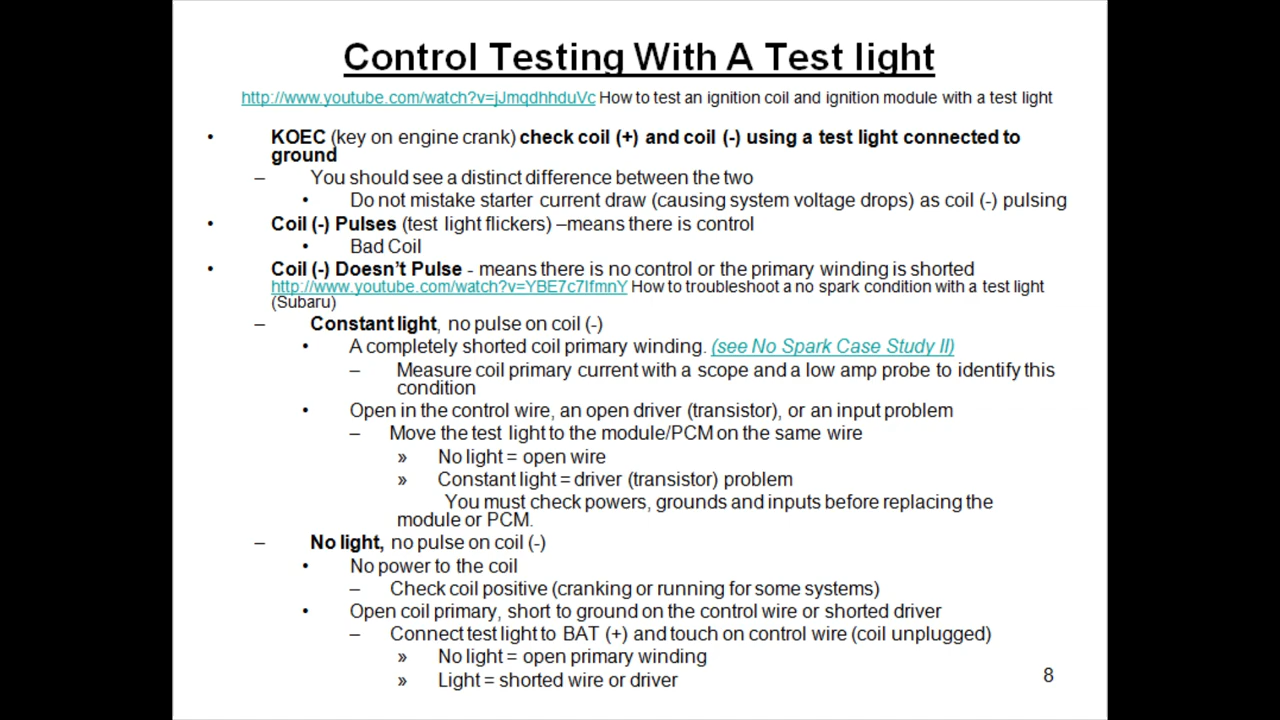 Control Testing With A Test light
http://www.youtube.com/watch?v=jJmqdhhduVc How to test an ignition coil and ignition module with a test light
• KOEC (key on engine crank) check coil (+) and coil (-) using a test light connected to
ground
– You should see a distinct difference between the two
• Do not mistake starter current draw (causing system voltage drops) as coil (-) pulsing
• Coil (-) Pulses (test light flickers) –means there is control
• Bad Coil
• Coil (-) Doesn't Pulse - means there is no control or the primary winding is shorted
http://www.youtube.com/watch?v=YBE7c7lfmnY How to troubleshoot a no spark condition with a test light
(Subaru)
– Constant light, no pulse on coil (-)
• A completely shorted coil primary winding. (see No Spark Case Study II)
– Measure coil primary current with a scope and a low amp probe to identify this
condition
• Open in the control wire, an open driver (transistor), or an input problem
– Move the test light to the module/PCM on the same wire
» No light = open wire
» Constant light = driver (transistor) problem
You must check powers, grounds and inputs before replacing the
module or PCM.
– No light, no pulse on coil (-)
• No power to the coil
– Check coil positive (cranking or running for some systems)
• Open coil primary, short to ground on the control wire or shorted driver
– Connect test light to BAT (+) and touch on control wire (coil unplugged)
» No light = open primary winding
» Light = shorted wire or driver
8